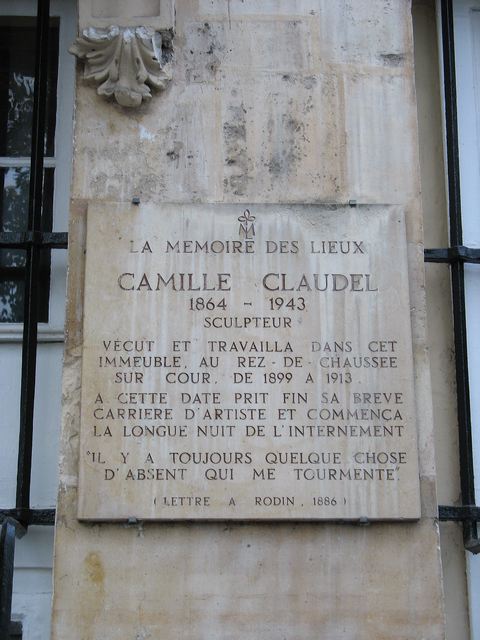 LA MEMOIRE DES LIEUX
CAMILLE CLAUDEL
1864 - 1943
SCULPTEUR
VÉCUT ET TRAVAILLA DANS CET
IMMEUBLE, AU REZ-DE-CHAUSSEE
SUR COUR, DE 1899 A 1913.
A CETTE DATE PRIT FIN SA BREVE
CARRIERE D'ARTISTE ET COMMENÇA
LA LONGUE NUIT DE L'INTERNEMENT
"IL Y A TOUJOURS QUELQUE CHOSE
D'ABSENT QUI ME TOURMENTE"
(LETTRE A RODIN, 1886)